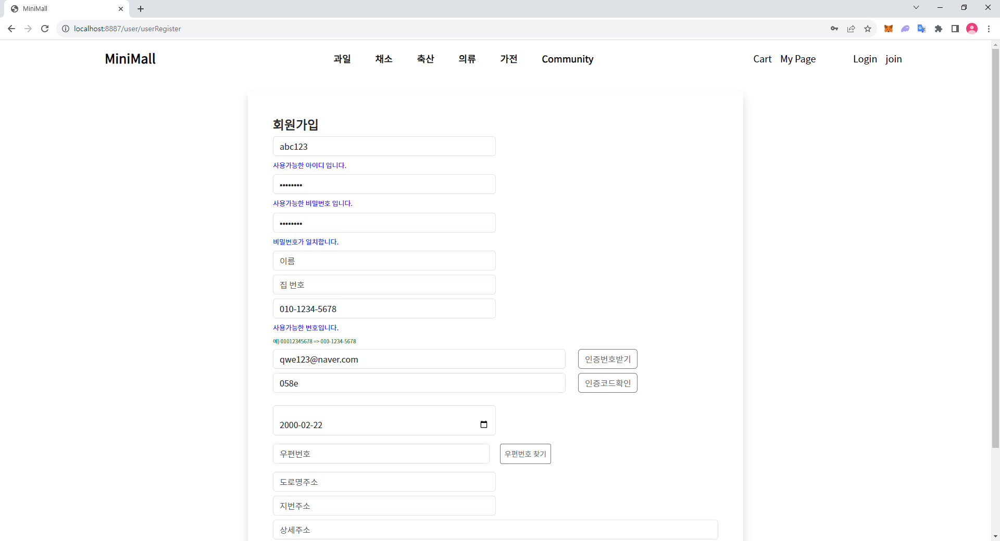 MiniMall
localhost:8887/user/userRegister
MiniMall 과일 채소 축산 의류 가전 Community Cart My Page Login join
회원가입
abc123
사용가능한 아이디 입니다.
••••••••
사용가능한 비밀번호 입니다.
••••••••
비밀번호가 일치합니다.
이름
집 번호
010-1234-5678
사용가능한 번호입니다.
예) 01012345678 => 010-1234-5678
qwe123@naver.com 인증번호받기
058e 인증코드확인
2000-02-22
우편번호 우편번호 찾기
도로명주소
지번주소
상세주소